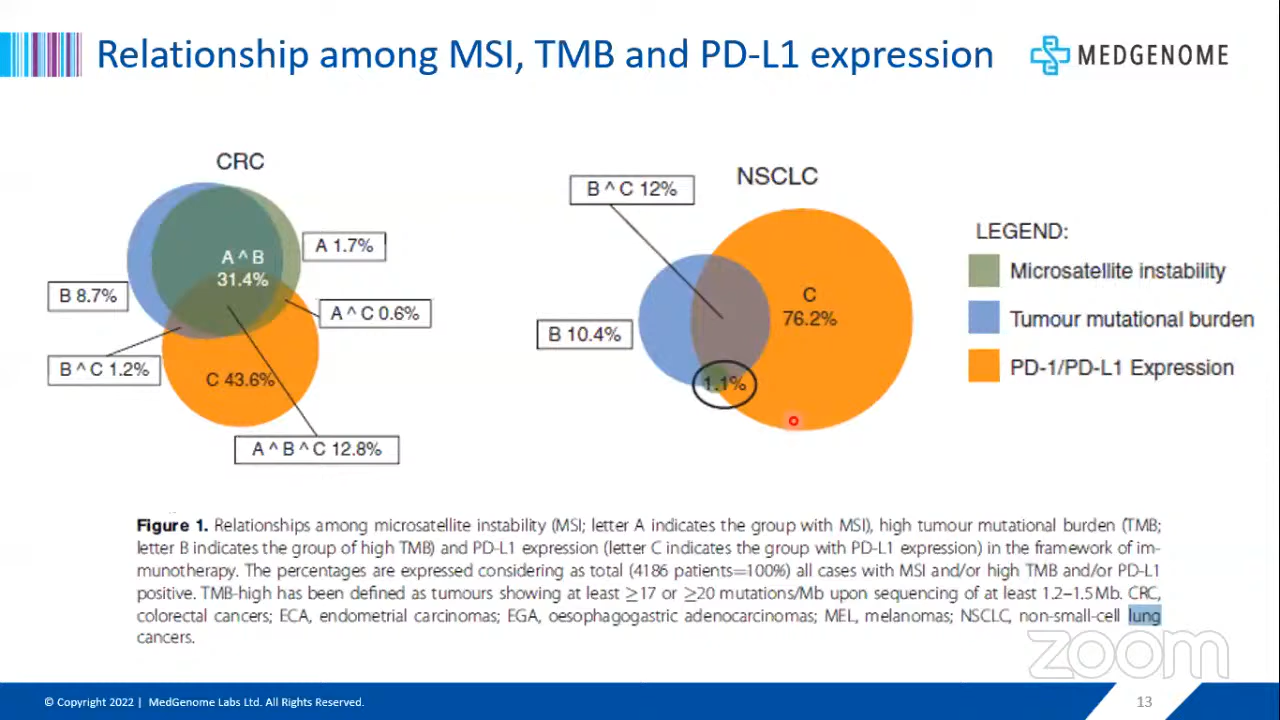 Relationship among MSI, TMB and PD-L1 expression
MEDGENOME
CRC
A ^ B
31.4%
A 1.7%
B 8.7%
A ^ C 0.6%
B ^ C 1.2%
C 43.6%
A ^ B ^ C 12.8%
NSCLC
B ^ C 12%
C
76.2%
B 10.4%
1.1%
LEGEND:
Microsatellite instability
Tumour mutational burden
PD-1/PD-L1 Expression
Figure 1. Relationships among microsatellite instability (MSI; letter A indicates the group with MSI), high tumour mutational burden (TMB;
letter B indicates the group of high TMB) and PD-L1 expression (letter C indicates the group with PD-L1 expression) in the framework of im-
munotherapy. The percentages are expressed considering as total (4186 patients=100%) all cases with MSI and/or high TMB and/or PD-L1
positive. TMB-high has been defined as tumours showing at least ≥17 or ≥20 mutations/Mb upon sequencing of at least 1.2–1.5Mb. CRC,
colorectal cancers; ECA, endometrial carcinomas; EGA, oesophagogastric adenocarcinomas; MEL, melanomas; NSCLC, non-small-cell lung
cancers.
zoom
© Copyright 2022 | MedGenome Labs Ltd. All Rights Reserved.
13